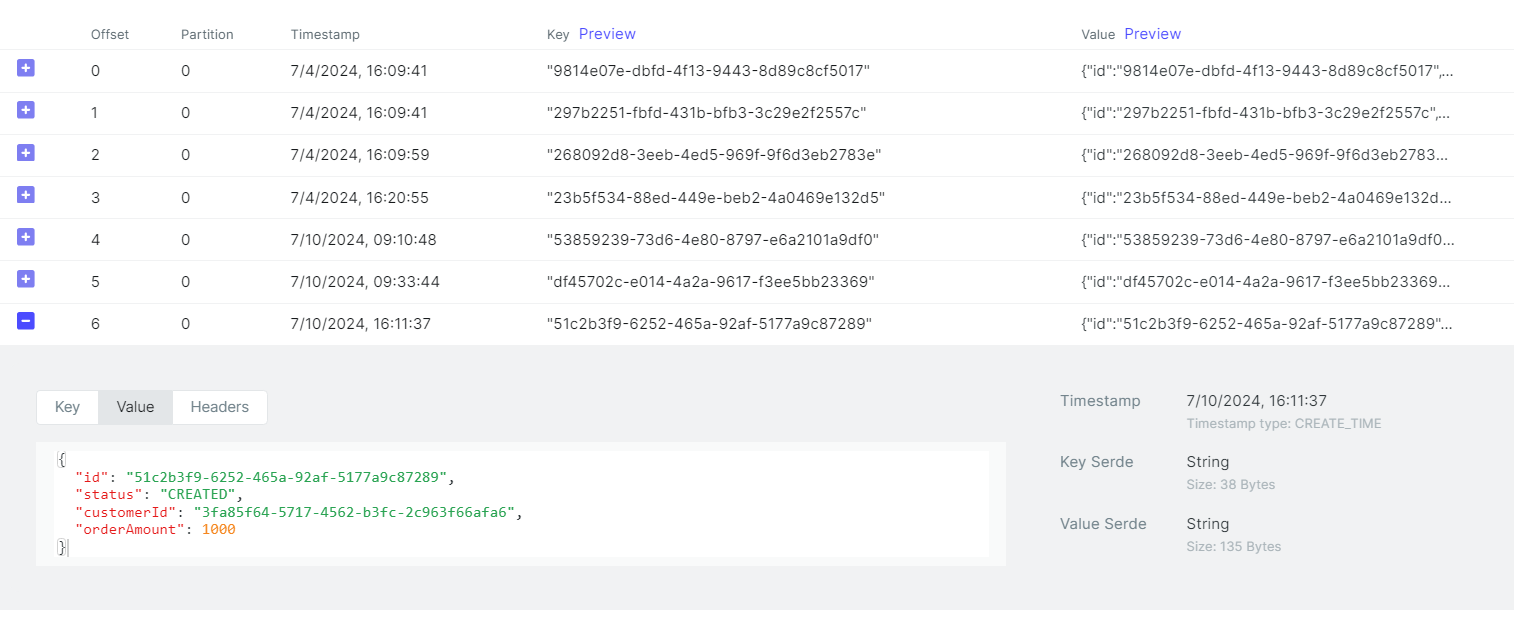 Offset Partition Timestamp Key Preview Value Preview
0 0 7/4/2024, 16:09:41 "9814e07e-dbfd-4f13-9443-8d89c8cf5017" {"id":"9814e07e-dbfd-4f13-9443-8d89c8cf5017",...
1 0 7/4/2024, 16:09:41 "297b2251-fbfd-431b-bfb3-3c29e2f2557c" {"id":"297b2251-fbfd-431b-bfb3-3c29e2f2557c",...
2 0 7/4/2024, 16:09:59 "268092d8-3eeb-4ed5-969f-9f6d3eb2783e" {"id":"268092d8-3eeb-4ed5-969f-9f6d3eb2783...
3 0 7/4/2024, 16:20:55 "23b5f534-88ed-449e-beb2-4a0469e132d5" {"id":"23b5f534-88ed-449e-beb2-4a0469e132d...
4 0 7/10/2024, 09:10:48 "53859239-73d6-4e80-8797-e6a2101a9df0" {"id":"53859239-73d6-4e80-8797-e6a2101a9df0...
5 0 7/10/2024, 09:33:44 "df45702c-e014-4a2a-9617-f3ee5bb23369" {"id":"df45702c-e014-4a2a-9617-f3ee5bb23369...
6 0 7/10/2024, 16:11:37 "51c2b3f9-6252-465a-92af-5177a9c87289" {"id":"51c2b3f9-6252-465a-92af-5177a9c87289"...
Key Value Headers
{
"id": "51c2b3f9-6252-465a-92af-5177a9c87289",
"status": "CREATED",
"customerId": "3fa85f64-5717-4562-b3fc-2c963f66afa6",
"orderAmount": 1000
}
Timestamp 7/10/2024, 16:11:37
Timestamp type: CREATE_TIME
Key Serde String
Size: 38 Bytes
Value Serde String
Size: 135 Bytes